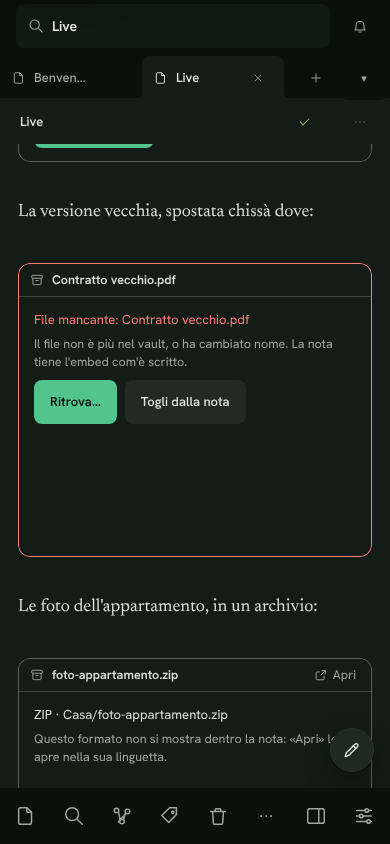 Live
Benven...
Live
Live
La versione vecchia, spostata chissà dove:
Contratto vecchio.pdf
File mancante: Contratto vecchio.pdf
Il file non è più nel vault, o ha cambiato nome. La nota
tiene l'embed com'è scritto.
Ritrova...
Togli dalla nota
Le foto dell'appartamento, in un archivio:
foto-appartamento.zip
Apri
ZIP · Casa/foto-appartamento.zip
Questo formato non si mostra dentro la nota: «Apri»
apre nella sua linguetta.